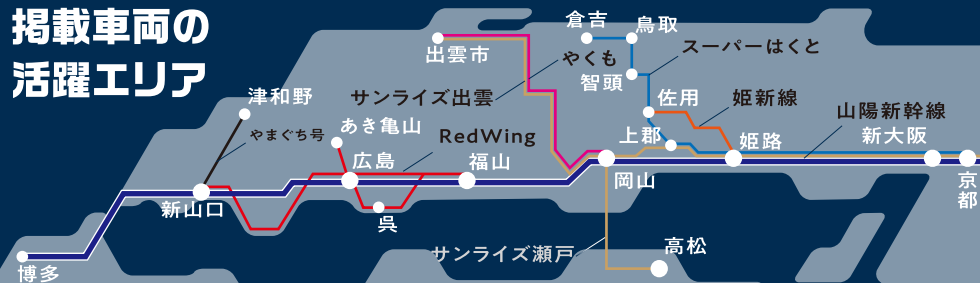 掲載車両の
活躍エリア
倉吉
鳥取
出雲市
やくも
スーパーはくと
智頭
津和野
サンライズ出雲
佐用
姫新線
山陽新幹線
やまぐち号
あき亀山
RedWing
上郡
姫路
新大阪
広島
福山
岡山
京都
新山口
呉
サンライズ瀬戸
高松
博多